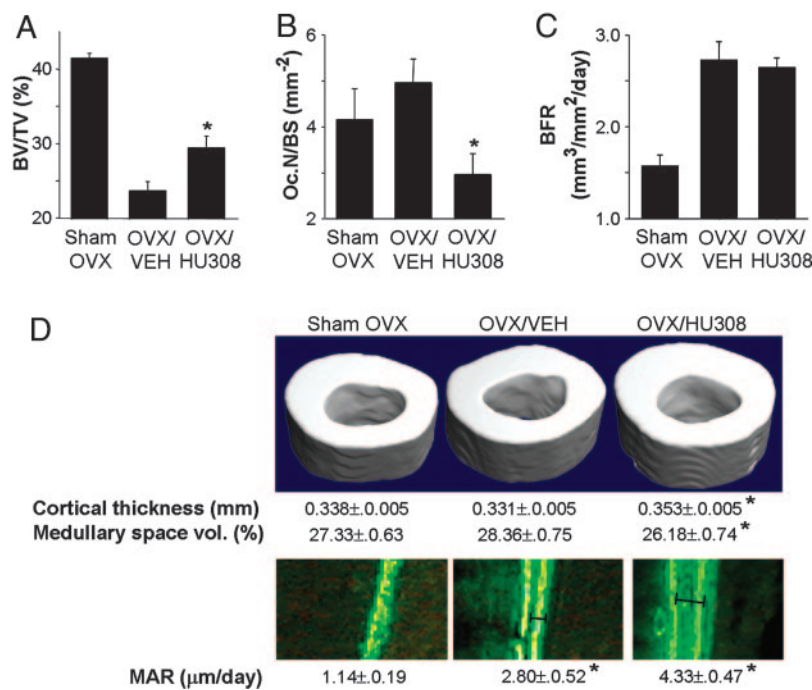 A
BV/TV (%)
40
30
20
*
Sham OVX
OVX/ VEH
OVX/ HU308
B
Oc.N/BS (mm-2)
6
4
2
*
Sham OVX
OVX/ VEH
OVX/ HU308
C
BFR
(mm3/mm2/day)
3.0
2.0
1.0
Sham OVX
OVX/ VEH
OVX/ HU308
D
Sham OVX OVX/VEH OVX/HU308
Cortical thickness (mm) 0.338±.0.005 0.331±.0.005 0.353±.0.005 *
Medullary space vol. (%) 27.33±.0.63 28.36±.0.75 26.18±.0.74 *
MAR (μm/day) 1.14±0.19 2.80±0.52 * 4.33±0.47 *